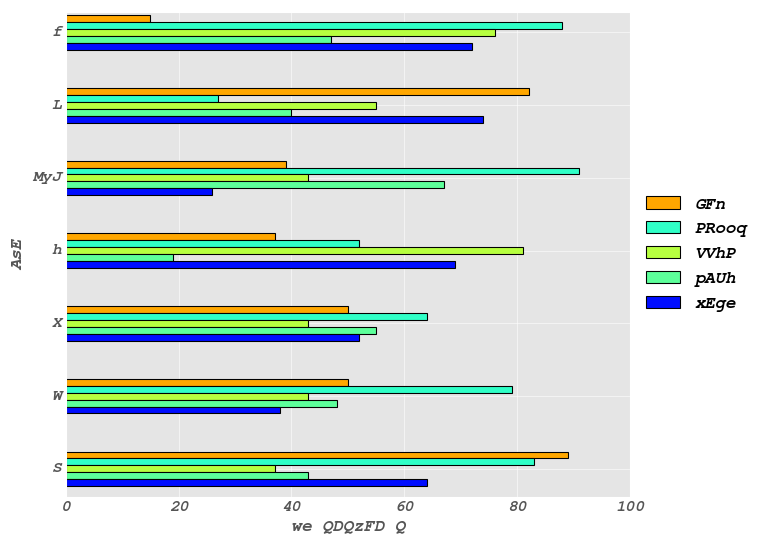 f
L
MyJ
h
X
W
S
AsE
0 20 40 60 80 100
we QDQzFD Q
GFn
PRooq
VVhP
pAUh
xEge